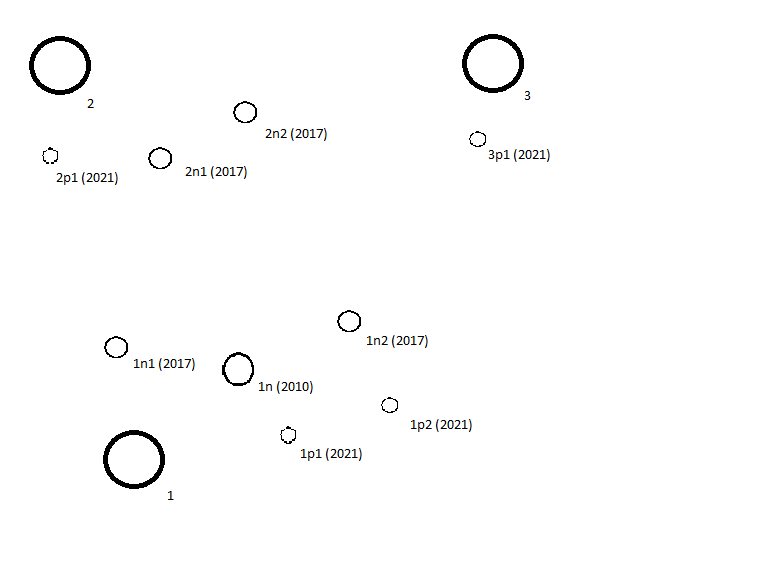 2
3
2n2 (2017)
3p1 (2021)
2p1 (2021)
2n1 (2017)
1n2 (2017)
1n1 (2017)
1n (2010)
1p2 (2021)
1p1 (2021)
1